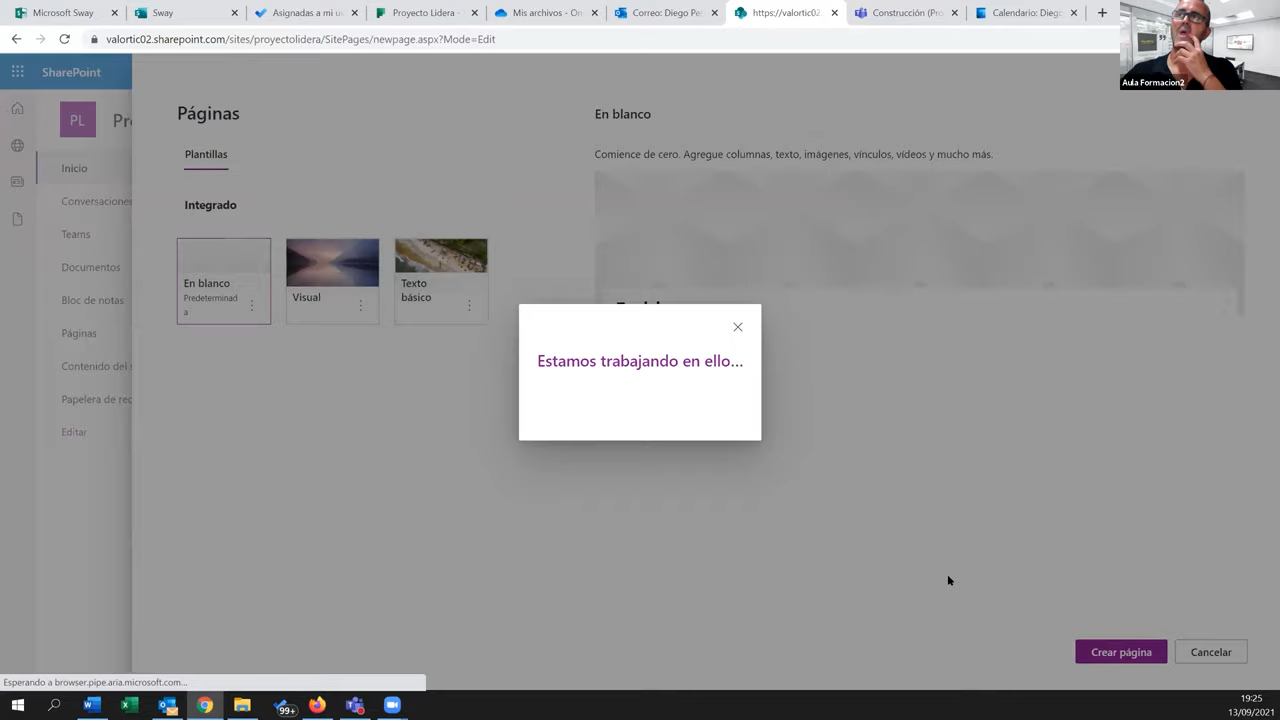 Microsoft Sway
Sway
Asignadas a mi u
Proyecto Lidera -
Mis archivos - On
Correo: Diego Pe
https://valortic02
Construcción (Pro
Calendario: Dieg
valortic02.sharepoint.com/sites/proyectolidera/SitePages/newpage.aspx?Mode=Edit
Aula Formacion2
SharePoint
PL
Pr
Páginas
En blanco
Plantillas
Comience de cero. Agregue columnas, texto, imágenes, vínculos, vídeos y mucho más.
Inicio
Conversaciones
Teams
Documentos
Bloc de notas
Páginas
Contenido del s
Papelera de rec
Editar
Integrado
En blanco
Predeterminad
a
Visual
Texto
básico
Estamos trabajando en ello...
Crear página
Cancelar
Esperando a browser.pipe.aria.microsoft.com...
99+
19:25
13/09/2021